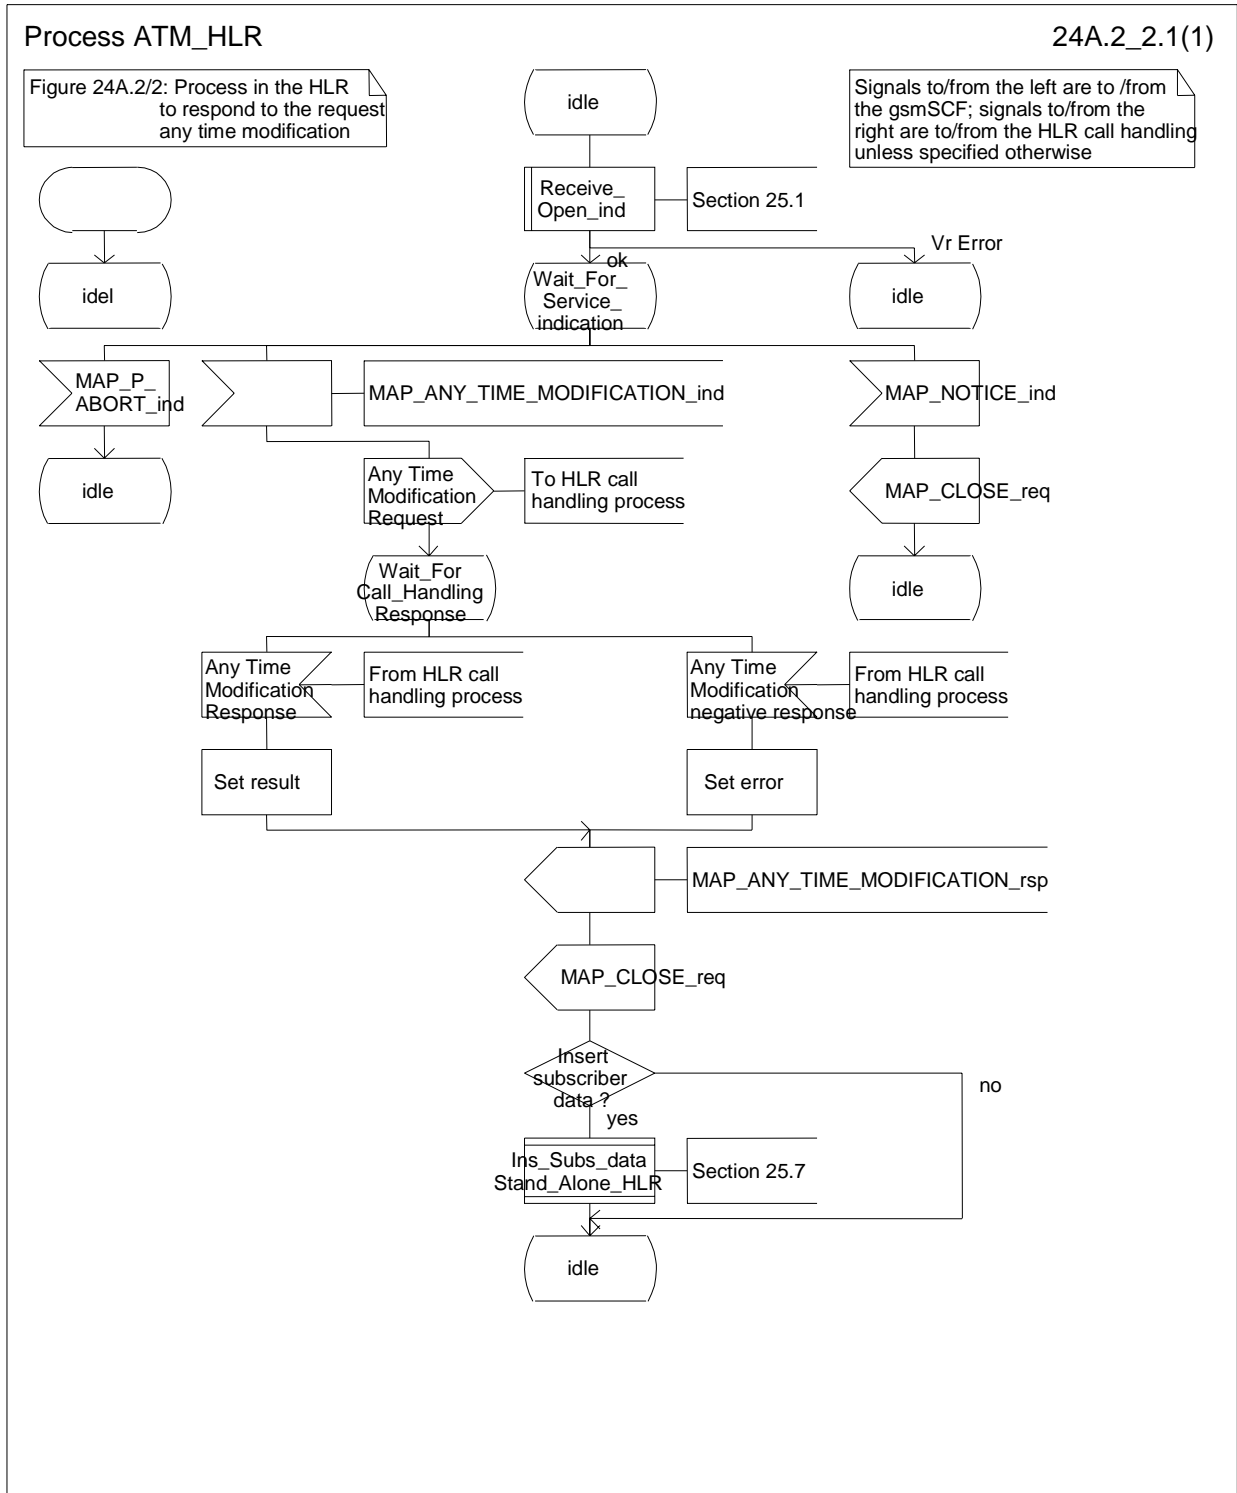 Process ATM_HLR
24A.2_2.1(1)
Figure 24A.2/2: Process in the HLR
to respond to the request
any time modification
idle
Signals to/from the left are to /from
the gsmSCF; signals to/from the
right are to/from the HLR call handling
unless specified otherwise
Receive_
Open_ind
Section 25.1
ok
Vr Error
idel
Wait_For_
Service_
indication
idle
MAP_P_
ABORT_ind
MAP_ANY_TIME_MODIFICATION_ind
MAP_NOTICE_ind
idle
Any Time
Modification
Request
To HLR call
handling process
MAP_CLOSE_req
Wait_For
Call_Handling
Response
idle
Any Time
Modification
Response
From HLR call
handling process
Any Time
Modification
negative response
From HLR call
handling process
Set result
Set error
MAP_ANY_TIME_MODIFICATION_rsp
MAP_CLOSE_req
Insert
subscriber
data ?
no
yes
Ins_Subs_data
Stand_Alone_HLR
Section 25.7
idle